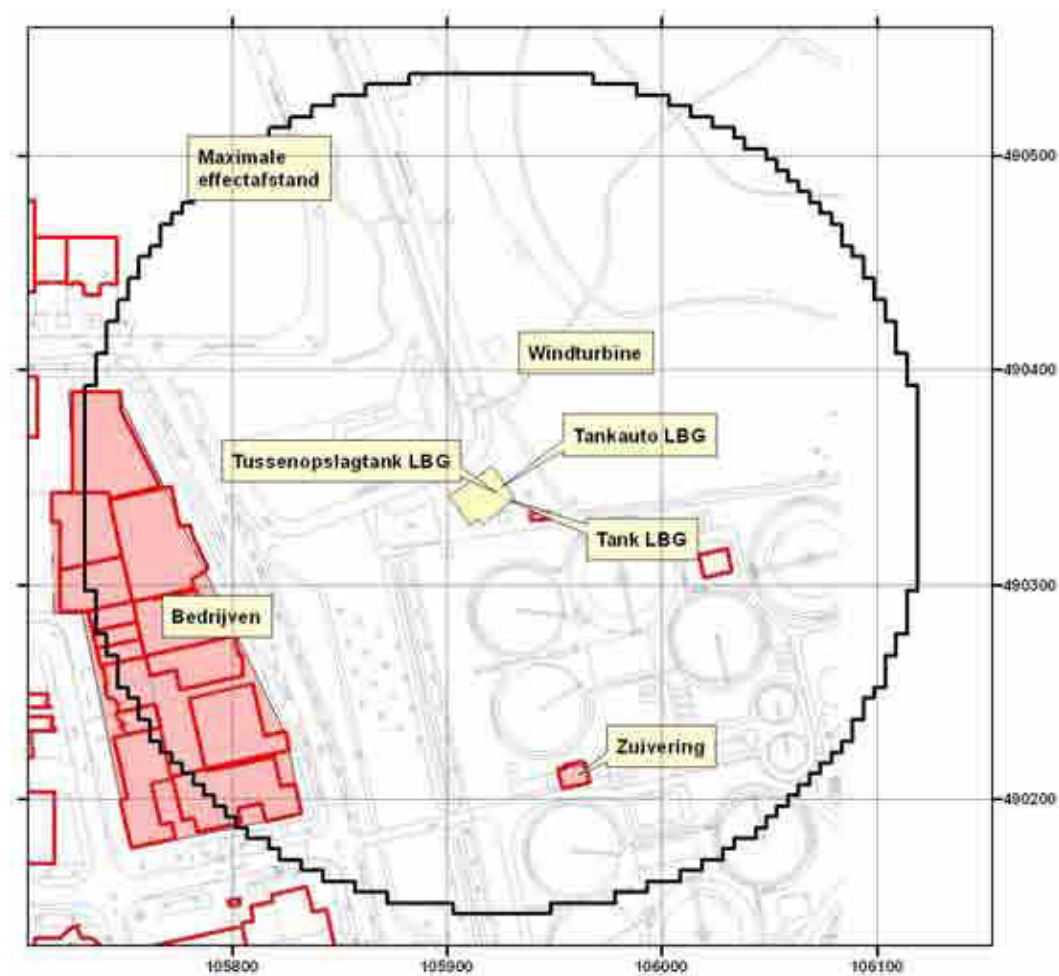 Maximale
effectafstand
490500
Windturbine
490400
Tankauto LBG
Tussenopslagtank LBG
Tank LBG
490300
Bedrijven
Zuivering
490200
105800
105900
106000
106100